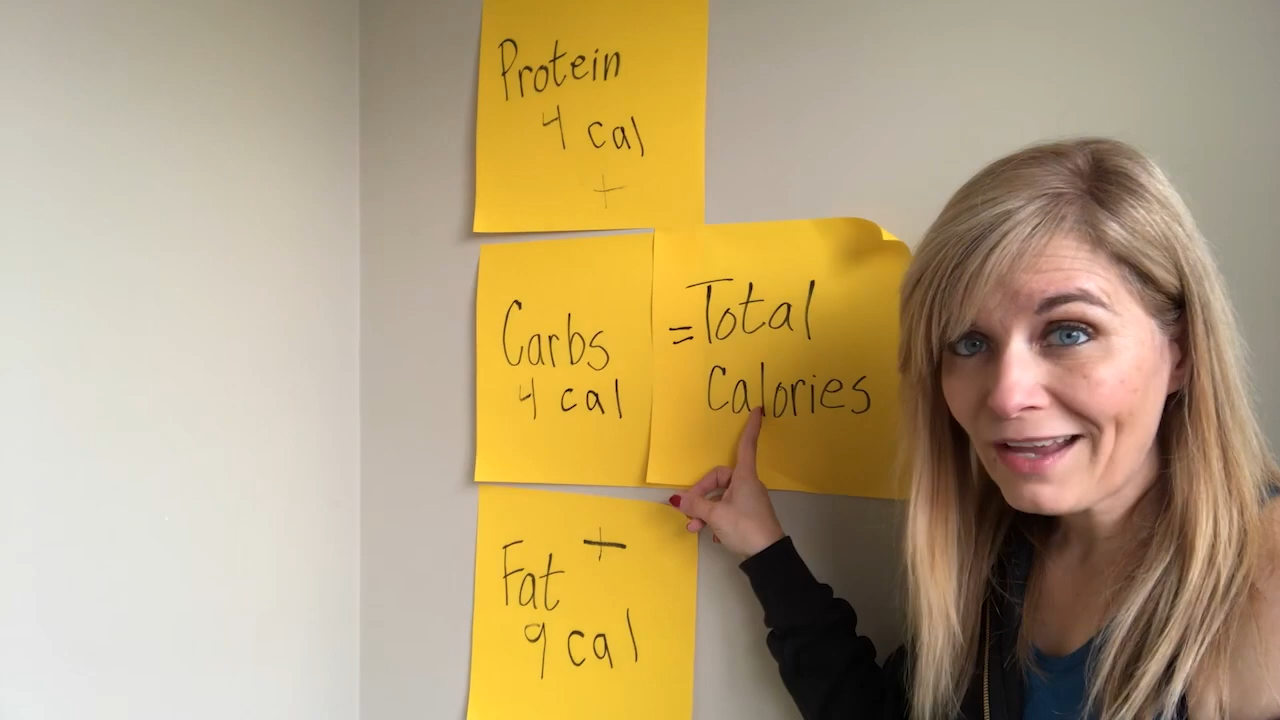 Protein
4 cal
+
Carbs
4 cal
= Total
Calories
+
Fat
9 cal